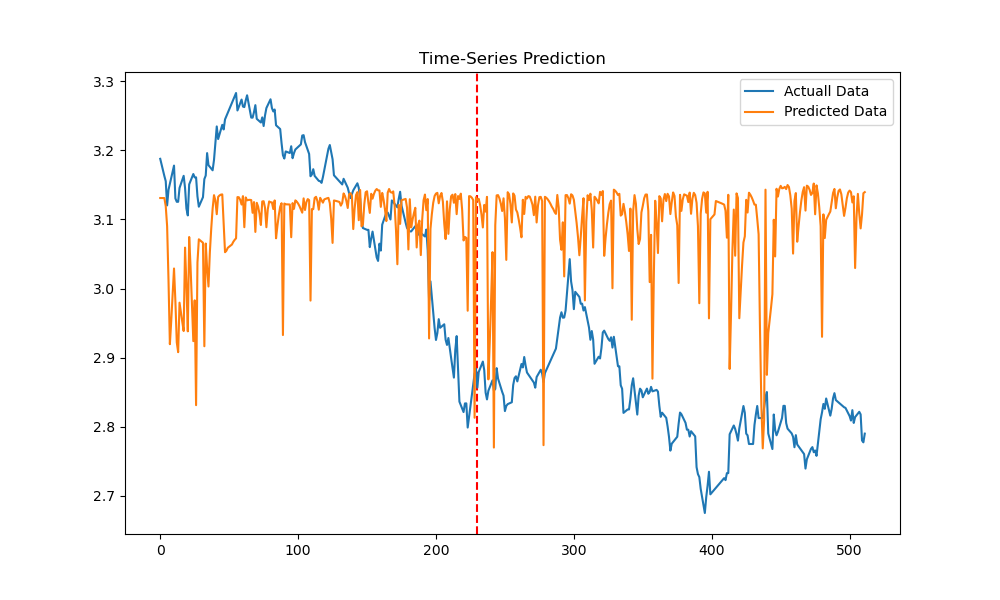 Time-Series Prediction
Actuall Data
Predicted Data
3.3
3.2
3.1
3.0
2.9
2.8
2.7
0 100 200 300 400 500